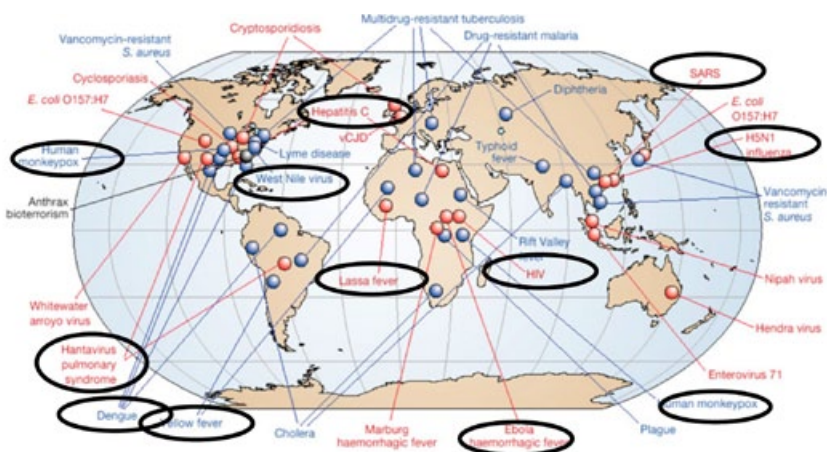 Cryptosporidiosis
Multidrug-resistant tuberculosis
Vancomycin-resistant
S. aureus
Drug-resistant malaria
Cyclosporiasis
SARS
E. coli O157:H7
Hepatitis C
Diphtheria
E. coli
O157:H7
vCJD
Human
monkeypox
Lyme disease
Typhoid
fever
H5N1
influenza
West Nile virus
Anthrax
bioterrorism
Vancomycin
resistant
S. aureus
Rift Valley
fever
Lassa fever
HIV
Nipah virus
Whitewater
arroyo virus
Hendra virus
Hantavirus
pulmonary
syndrome
Enterovirus 71
Dengue
Yellow fever
Cholera
Marburg
haemorrhagic fever
Ebola
haemorrhagic fever
Plague
Human monkeypox